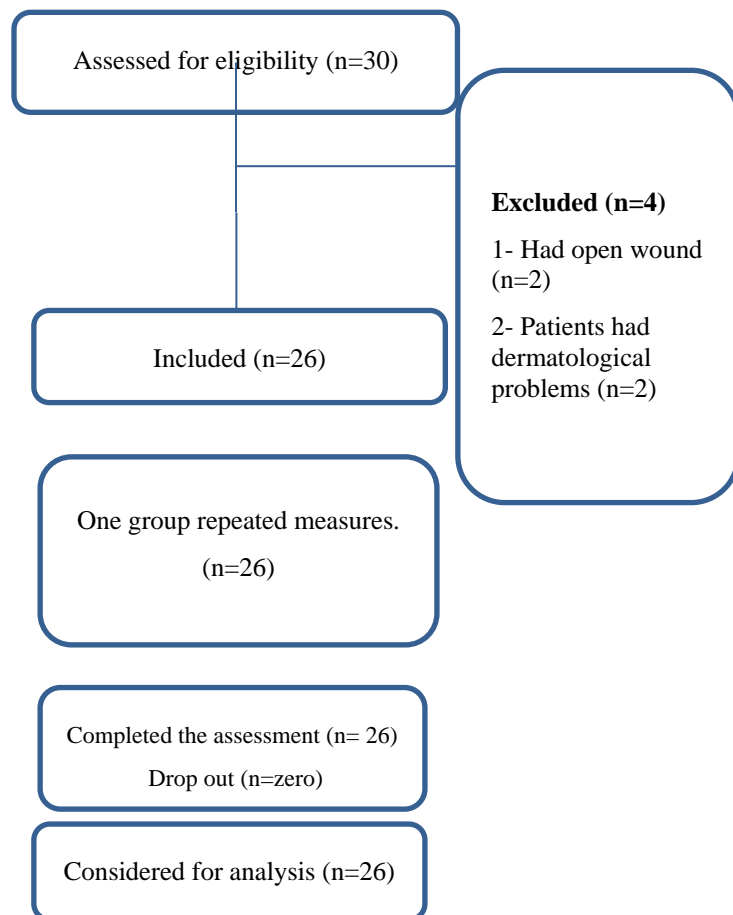 Assessed for eligibility (n=30)
Excluded (n=4)
1- Had open wound
(n=2)
2- Patients had
dermatological
problems (n=2)
Included (n=26)
One group repeated measures.
(n=26)
Completed the assessment (n= 26)
Drop out (n=zero)
Considered for analysis (n=26)